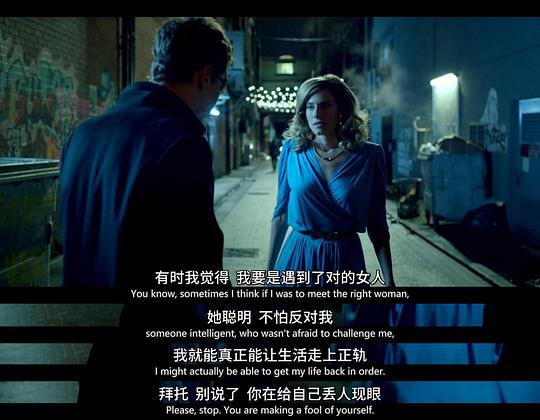 有时我觉得 我要是遇到了对的女人
You know, sometimes I think if I was to meet the right woman,
她聪明 不怕反对我
someone intelligent, who wasn't afraid to challenge me,
我就能真正能让生活走上正轨
I might actually be able to get my life back in order.
拜托 别说了 你在给自己丢人现眼
Please, stop. You are making a fool of yourself.